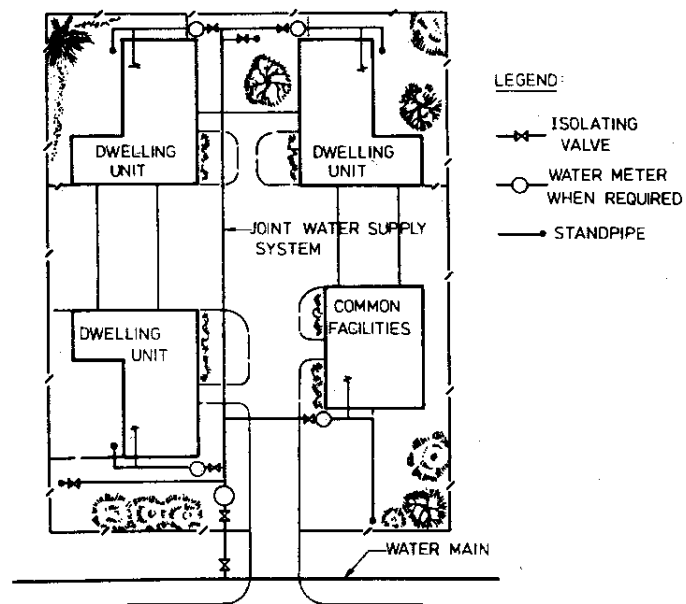 LEGEND:
ISOLATING
VALVE
WATER METER
WHEN REQUIRED
STANDPIPE
DWELLING
UNIT
DWELLING
UNIT
JOINT WATER SUPPLY
SYSTEM
DWELLING
UNIT
COMMON
FACILITIES
WATER MAIN